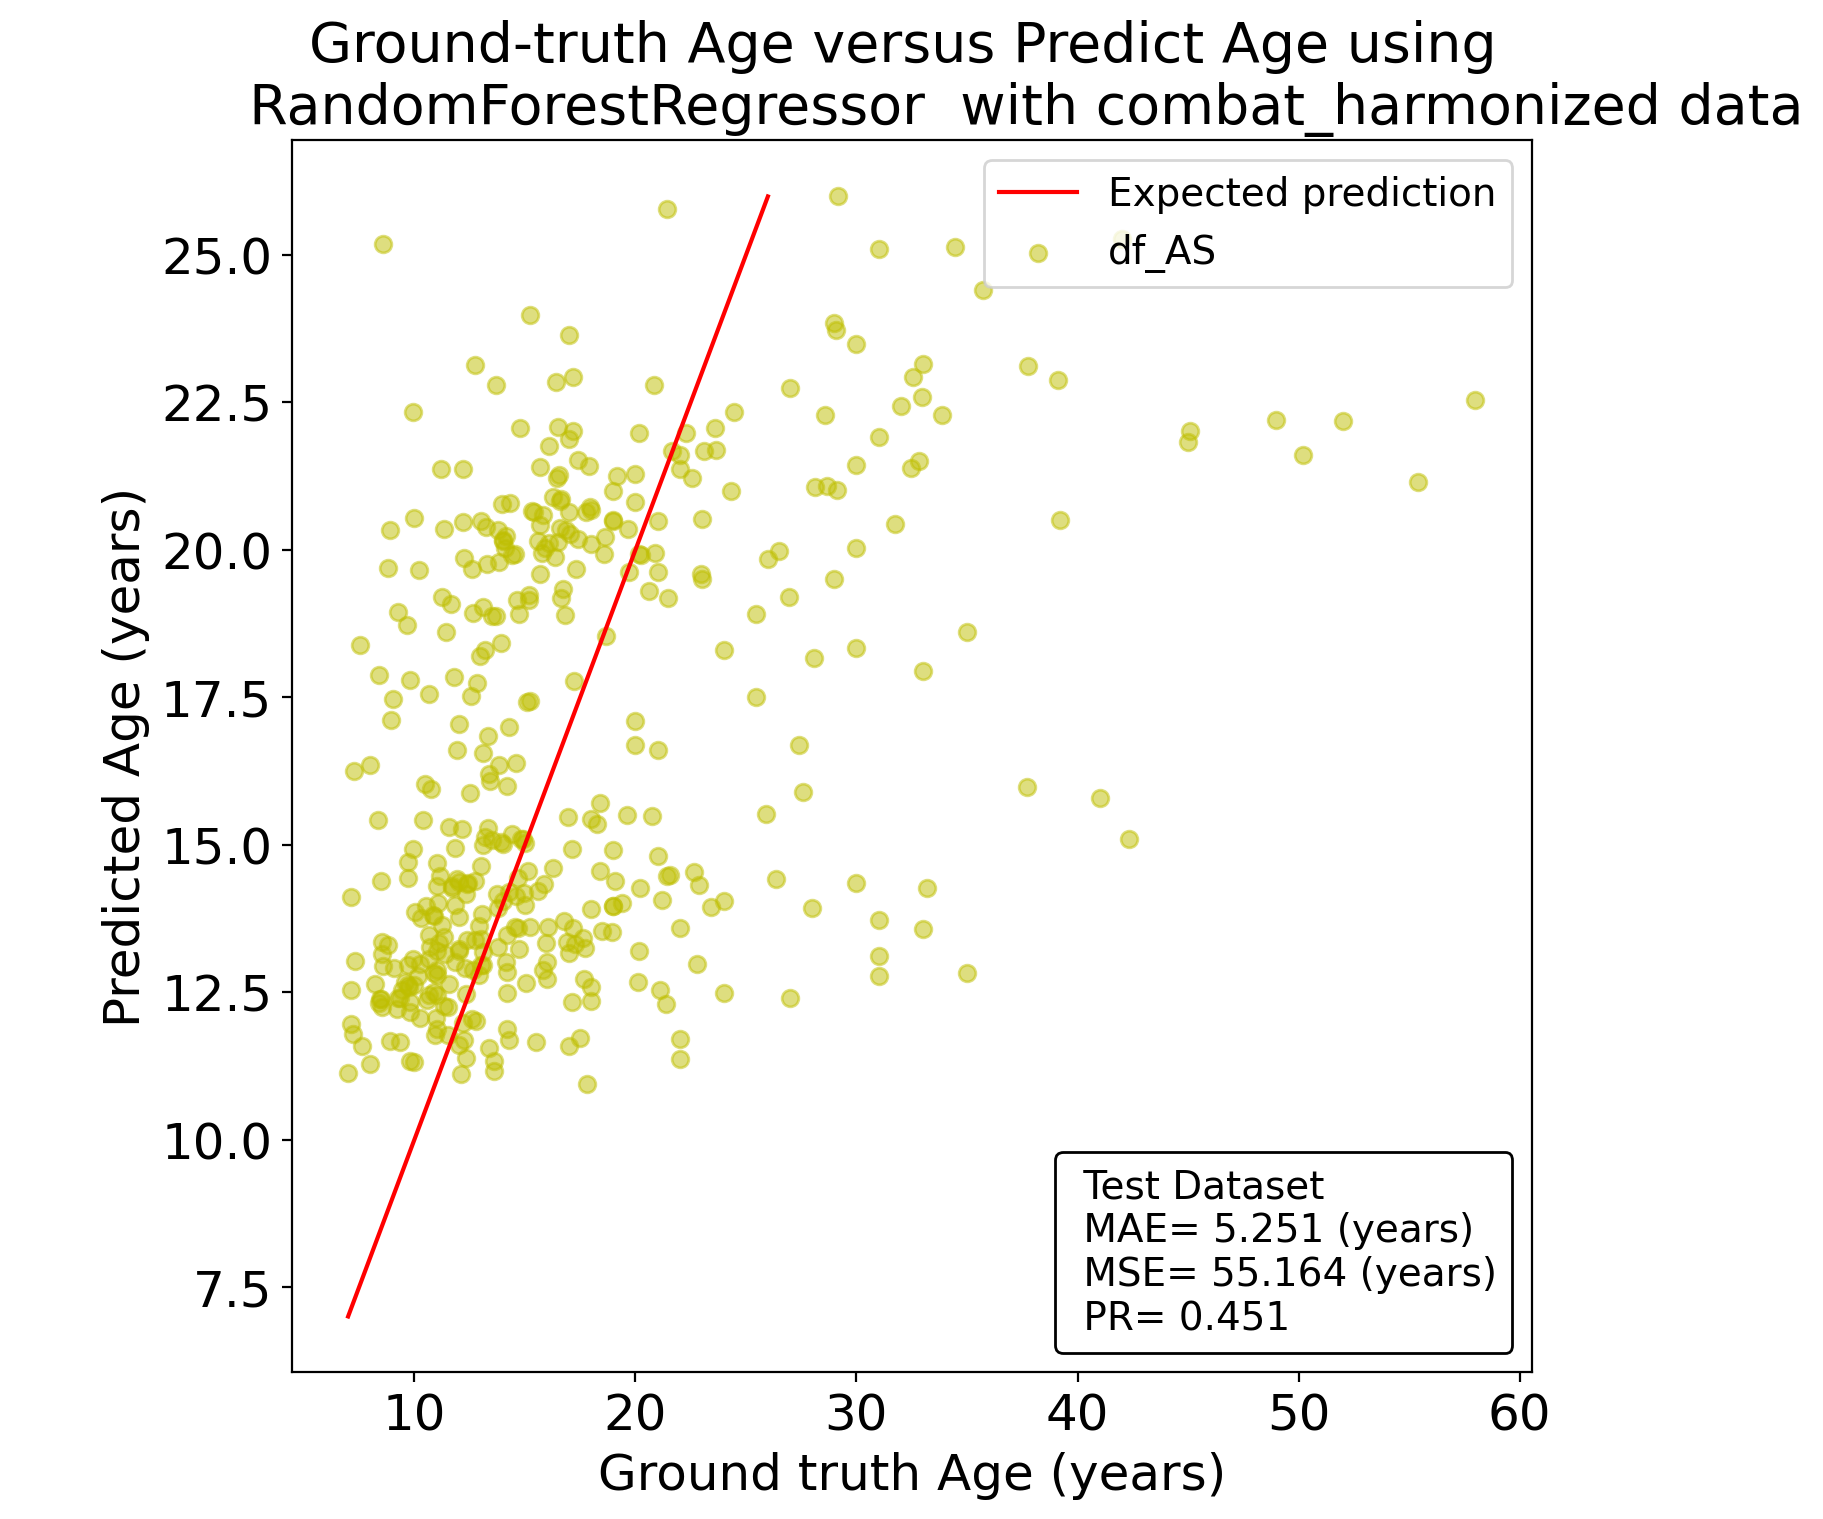 Ground-truth Age versus Predict Age using
RandomForestRegressor  with combat_harmonized data
Expected prediction
df_AS
25.0
22.5
20.0
17.5
15.0
12.5
10.0
7.5
Predicted Age (years)
Test Dataset
MAE= 5.251 (years)
MSE= 55.164 (years)
PR= 0.451
10 20 30 40 50 60
Ground truth Age (years)